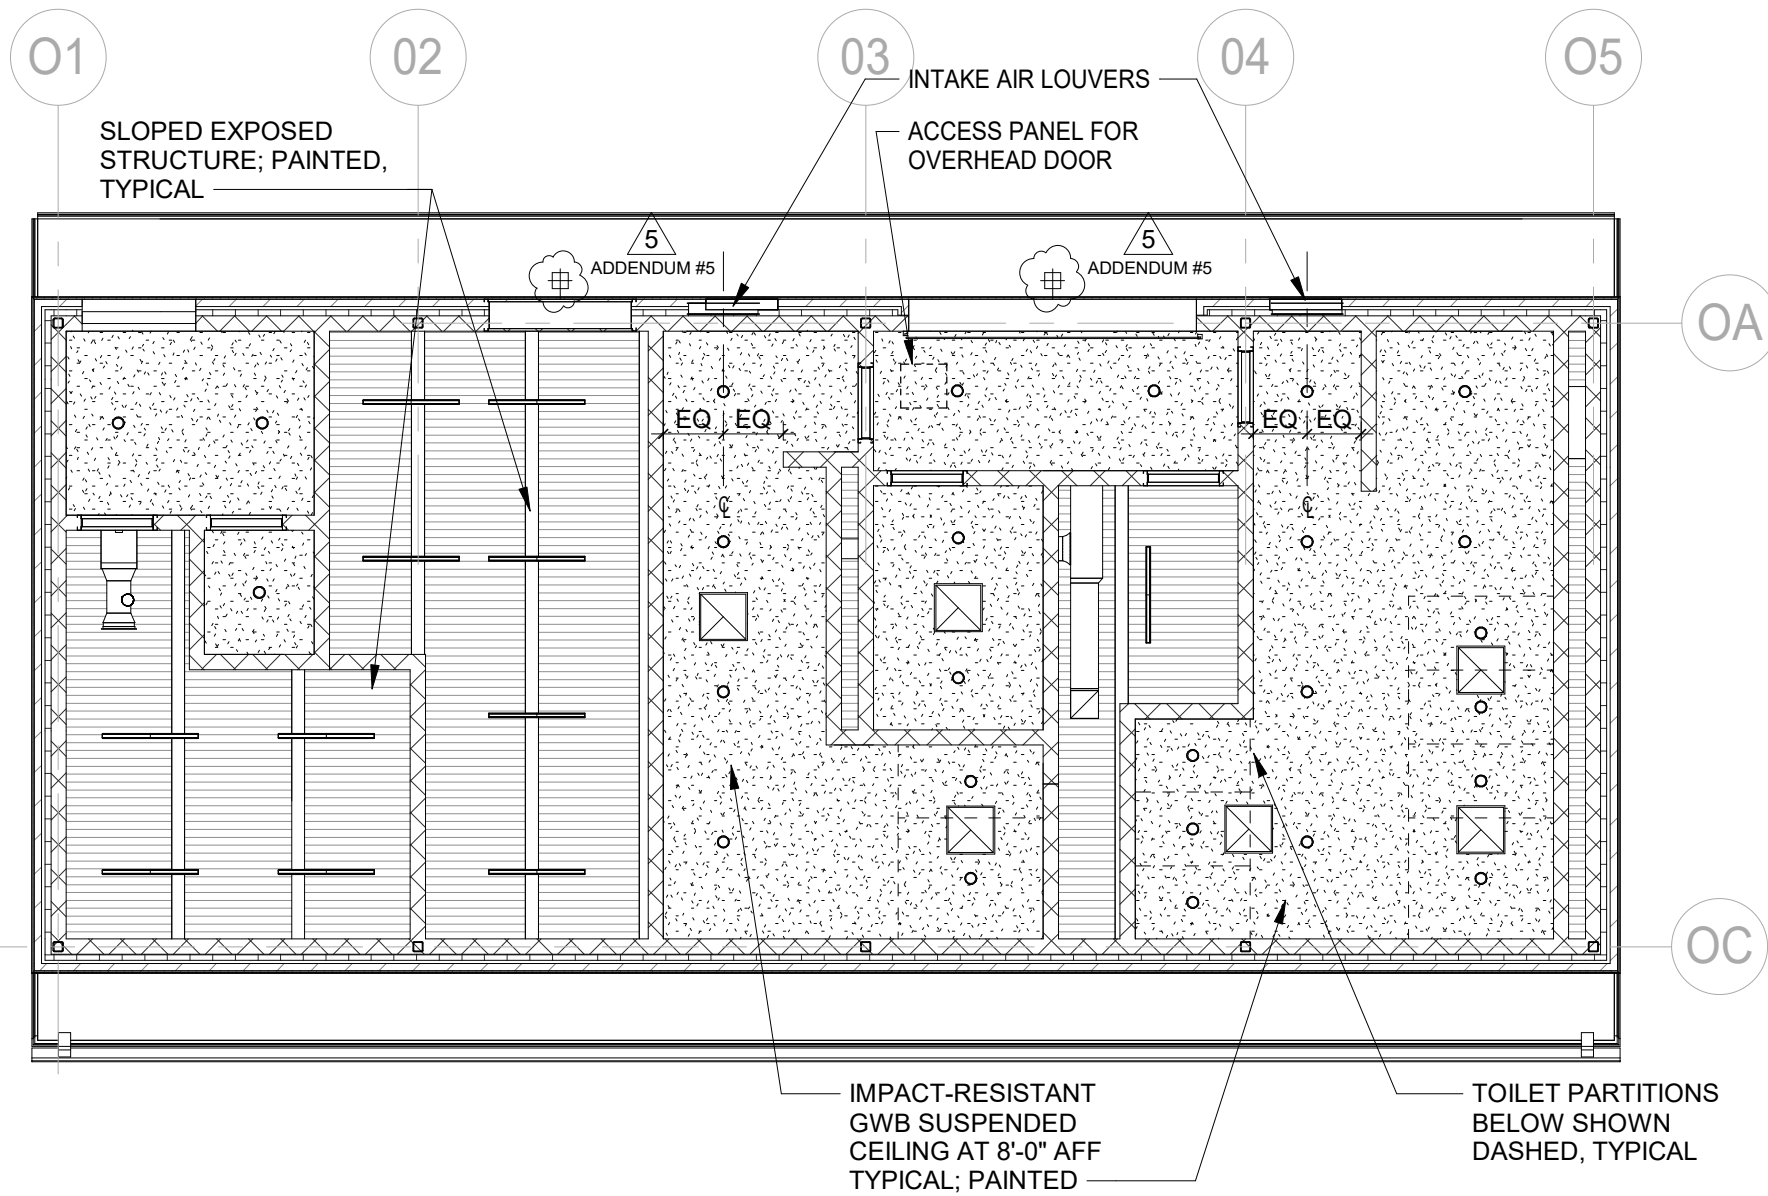 O1
02
03
04
O5
INTAKE AIR LOUVERS
SLOPED EXPOSED
STRUCTURE; PAINTED,
TYPICAL
ACCESS PANEL FOR
OVERHEAD DOOR
5
ADDENDUM #5
5
ADDENDUM #5
OA
EQ EQ
EQ EQ
℄
℄
OC
IMPACT-RESISTANT
GWB SUSPENDED
CEILING AT 8'-0" AFF
TYPICAL; PAINTED
TOILET PARTITIONS
BELOW SHOWN
DASHED, TYPICAL